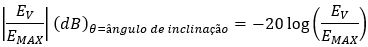 |E_V / E_MAX| (dB)_θ=ângulo de inclinação = −20 log(E_V / E_MAX)